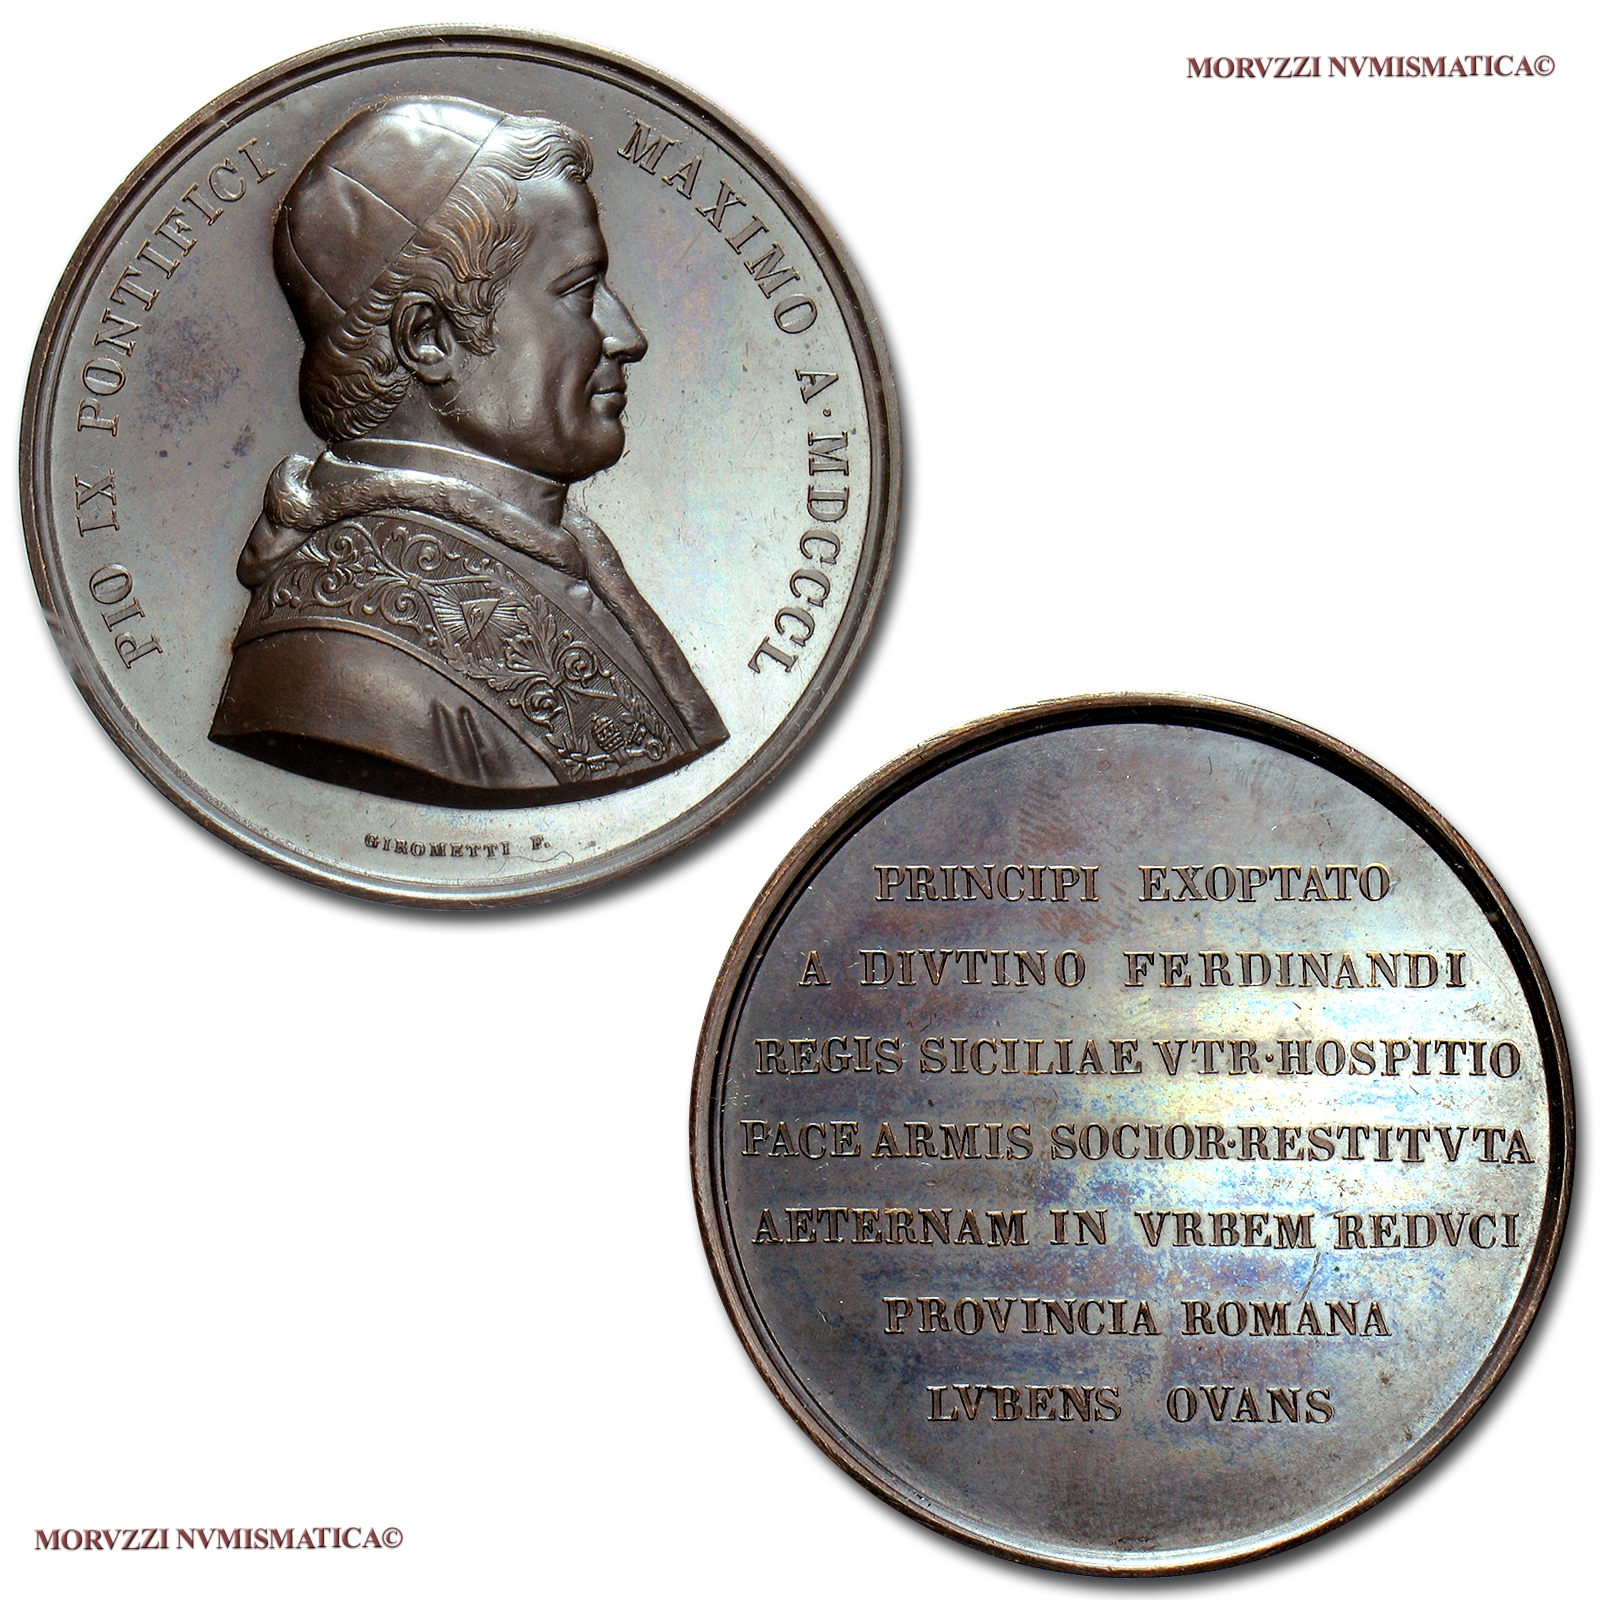 MORVZZI NVMISMATICA©
PIO IX PONTIFICI MAXIMO A·MDCCCL
GIROMETTI F.
PRINCIPI EXOPTATO
A DIVTINO FERDINANDI
REGIS SICILIAE VTR·HOSPITIO
PACE ARMIS SOCIOR·RESTITVTA
AETERNAM IN VRBEM REDVCI
PROVINCIA ROMANA
LVBENS OVANS
MORVZZI NVMISMATICA©